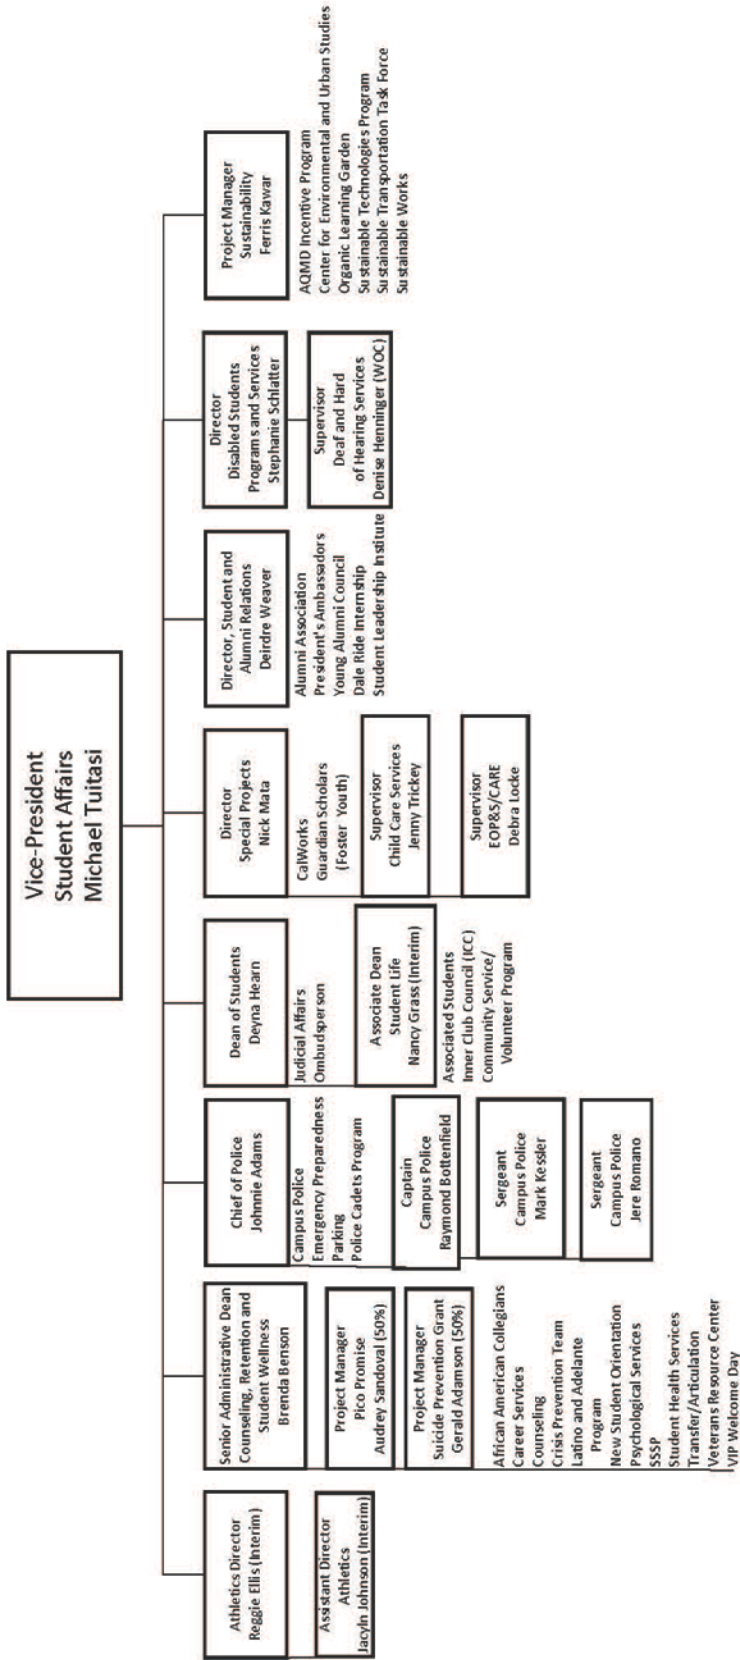 Vice-President
Student Affairs
Michael Tuitasi
Athletics Director
Reggie Ellis (Interim)
Assistant Director
Athletics
Jacyln Johnson (Interim)
Senior Administrative Dean
Counseling, Retention and
Student Wellness
Brenda Benson
Project Manager
Pico Promise
Audrey Sandoval (50%)
Project Manager
Suicide Prevention Grant
Gerald Adamson (50%)
African American Collegians
Career Services
Counseling
Crisis Prevention Team
Latino and Adelante
Program
New Student Orientation
Psychological Services
SSSP
Student Health Services
Transfer/Articulation
Veterans Resource Center
VIP Welcome Day
Chief of Police
Johnnie Adams
Campus Police
Emergency Preparedness
Parking
Police Cadets Program
Captain
Campus Police
Raymond Bottenfield
Sergeant
Campus Police
Mark Kessler
Sergeant
Campus Police
Jere Romano
Dean of Students
Deyna Hearn
Judicial Affairs
Ombudsperson
Associate Dean
Student Life
Nancy Grass (Interim)
Associated Students
Inner Club Council (ICC)
Community Service/
Volunteer Program
Director
Special Projects
Nick Mata
CalWorks
Guardian Scholars
(Foster Youth)
Supervisor
Child Care Services
Jenny Trickey
Supervisor
EOP&S/CARE
Debra Locke
Director, Student and
Alumni Relations
Deirdre Weaver
Alumni Association
President's Ambassadors
Young Alumni Council
Dale Ride Internship
Student Leadership Institute
Director
Disabled Students
Programs and Services
Stephanie Schlatter
Supervisor
Deaf and Hard
of Hearing Services
Denise Henninger (WOC)
Project Manager
Sustainability
Ferris Kawar
AQMD Incentive Program
Center for Environmental and Urban Studies
Organic Learning Garden
Sustainable Technologies Program
Sustainable Transportation Task Force
Sustainable Works